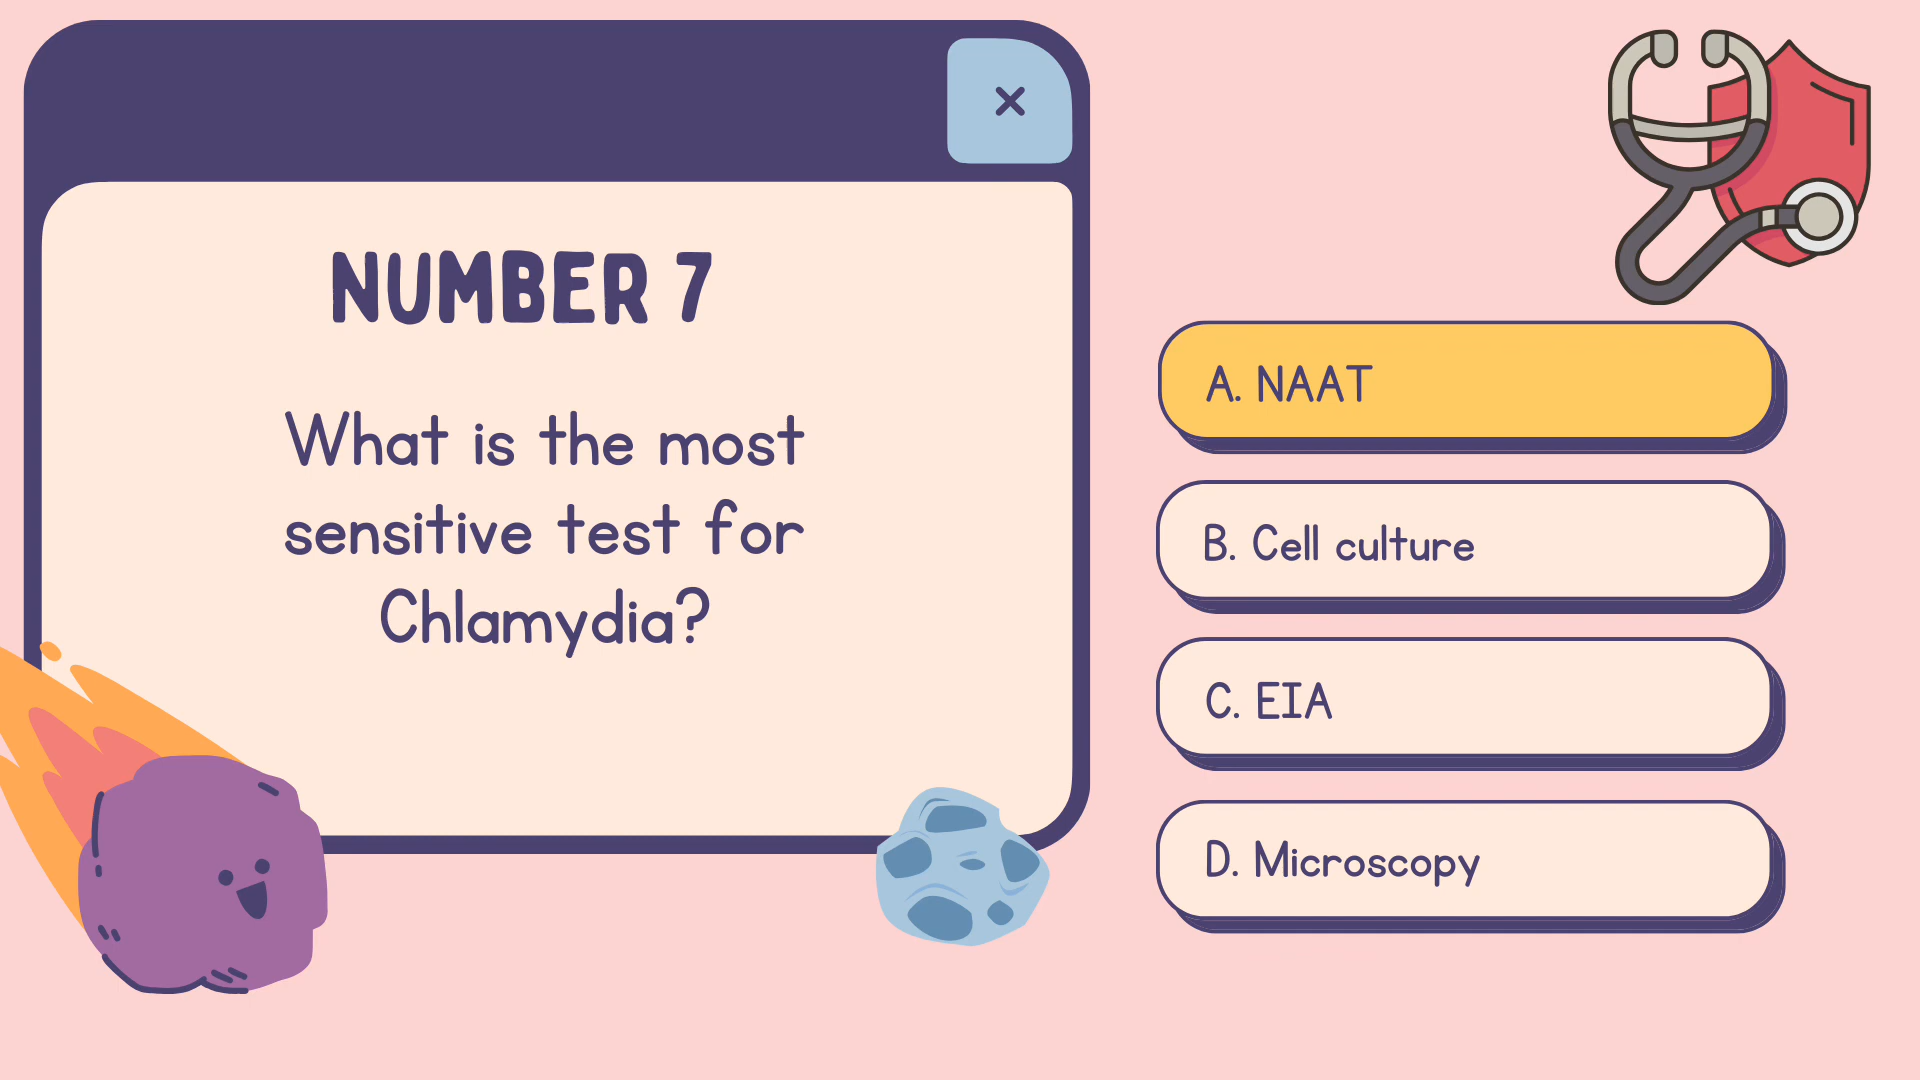 NUMBER 7
What is the most
sensitive test for
Chlamydia?
A. NAAT
B. Cell culture
C. EIA
D. Microscopy